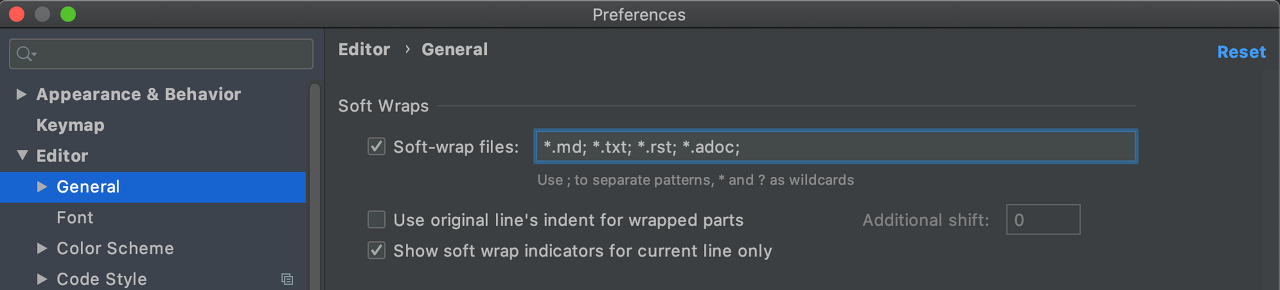 Preferences
Editor › General
Reset
Appearance & Behavior
Keymap
Editor
General
Font
Color Scheme
Code Style
Soft Wraps
Soft-wrap files: *.md; *.txt; *.rst; *.adoc;
Use ; to separate patterns, * and ? as wildcards
Use original line's indent for wrapped parts Additional shift: 0
Show soft wrap indicators for current line only